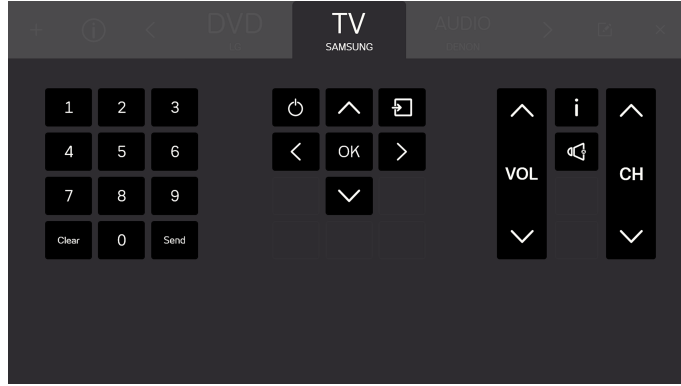 DVD
TV
SAMSUNG
AUDIO
1 2 3
4 5 6
7 8 9
Clear 0 Send
OK
VOL
i
CH